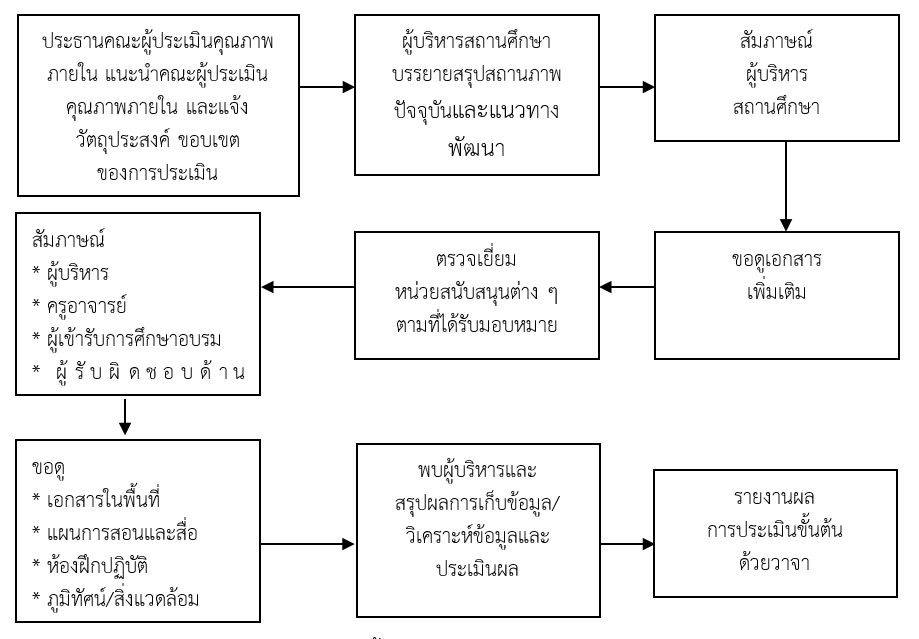 ประธานคณะผู้ประเมินคุณภาพ
ภายใน แนะนำคณะผู้ประเมิน
คุณภาพภายใน และแจ้ง
วัตถุประสงค์ ขอบเขต
ของการประเมิน
ผู้บริหารสถานศึกษา
บรรยายสรุปสถานภาพ
ปัจจุบันและแนวทาง
พัฒนา
สัมภาษณ์
ผู้บริหาร
สถานศึกษา
ขอดูเอกสาร
เพิ่มเติม
ตรวจเยี่ยม
หน่วยสนับสนุนต่าง ๆ
ตามที่ได้รับมอบหมาย
สัมภาษณ์
* ผู้บริหาร
* ครูอาจารย์
* ผู้เข้ารับการศึกษาอบรม
* ผู้ รั บ ผิ ด ช อ บ ด้ า น
ขอดู
* เอกสารในพื้นที่
* แผนการสอนและสื่อ
* ห้องฝึกปฏิบัติ
* ภูมิทัศน์/สิ่งแวดล้อม
พบผู้บริหารและ
สรุปผลการเก็บข้อมูล/
วิเคราะห์ข้อมูลและ
ประเมินผล
รายงานผล
การประเมินขั้นต้น
ด้วยวาจา